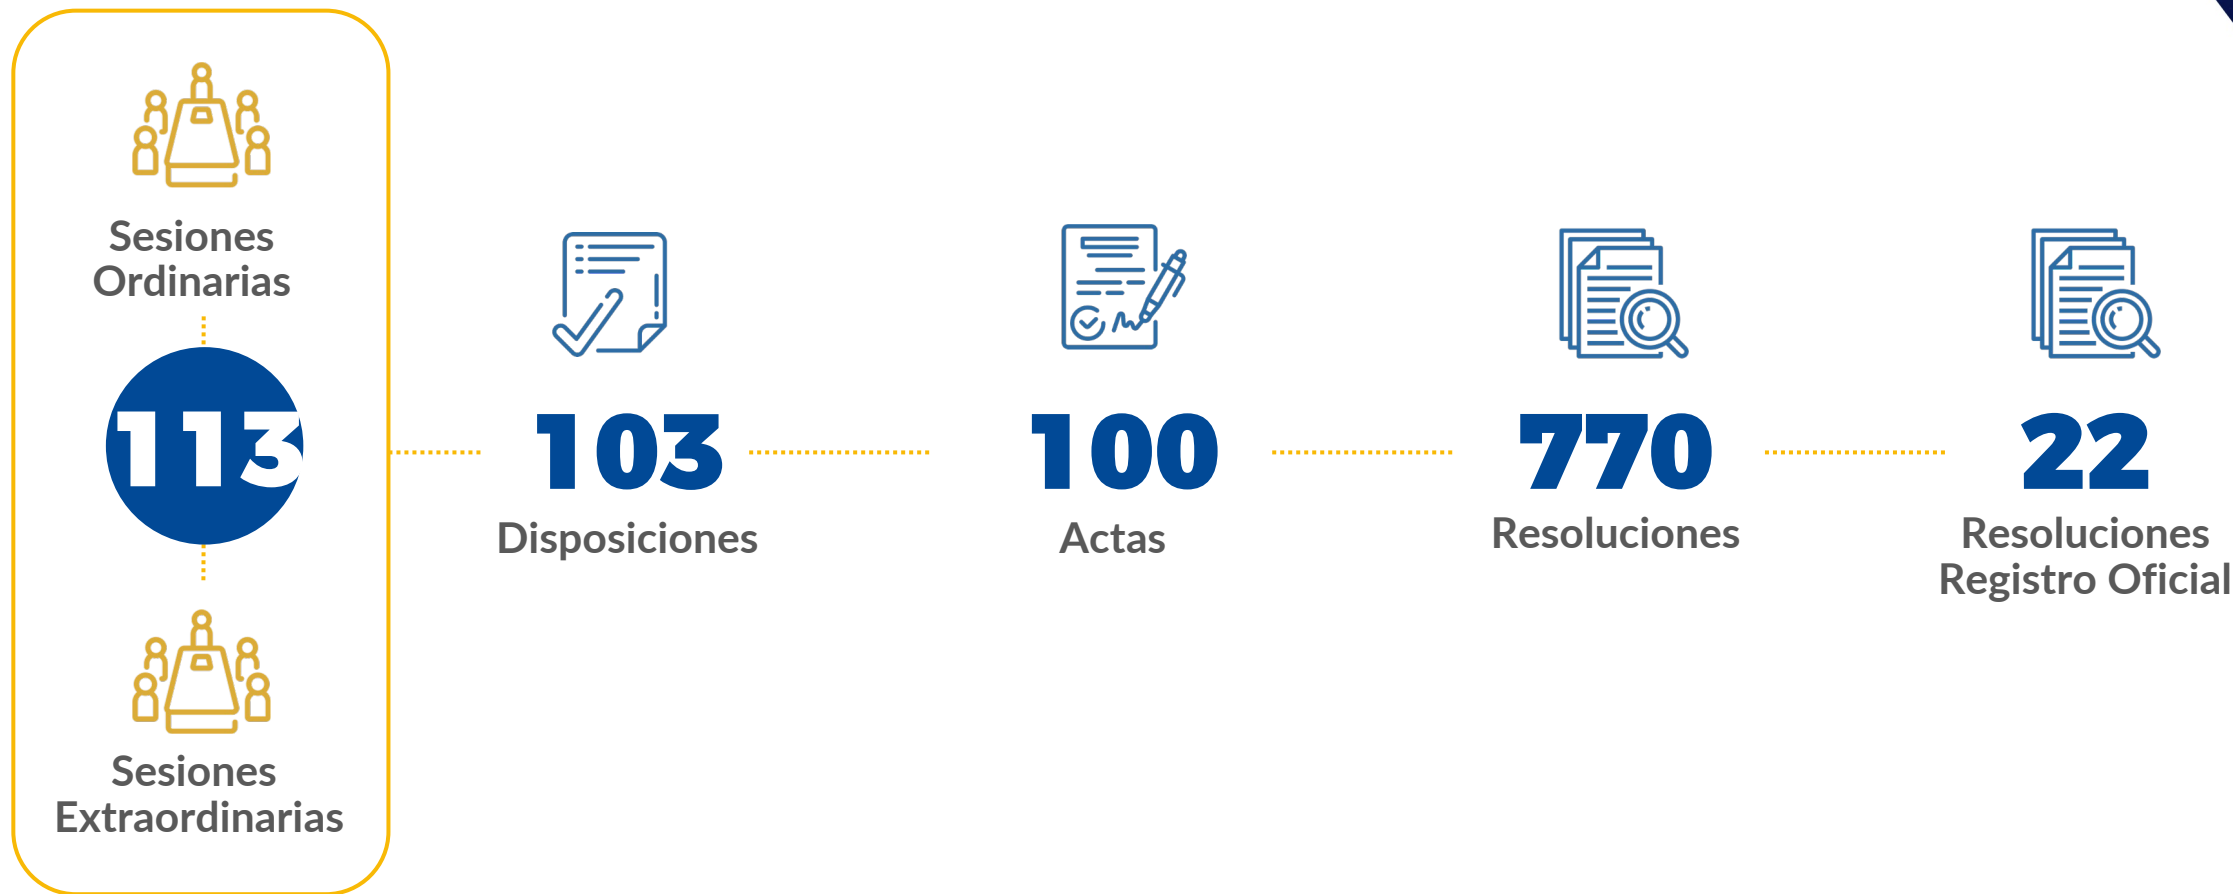 Sesiones
Ordinarias
113
Sesiones
Extraordinarias
103
Disposiciones
100
Actas
770
Resoluciones
22
Resoluciones
Registro Oficial